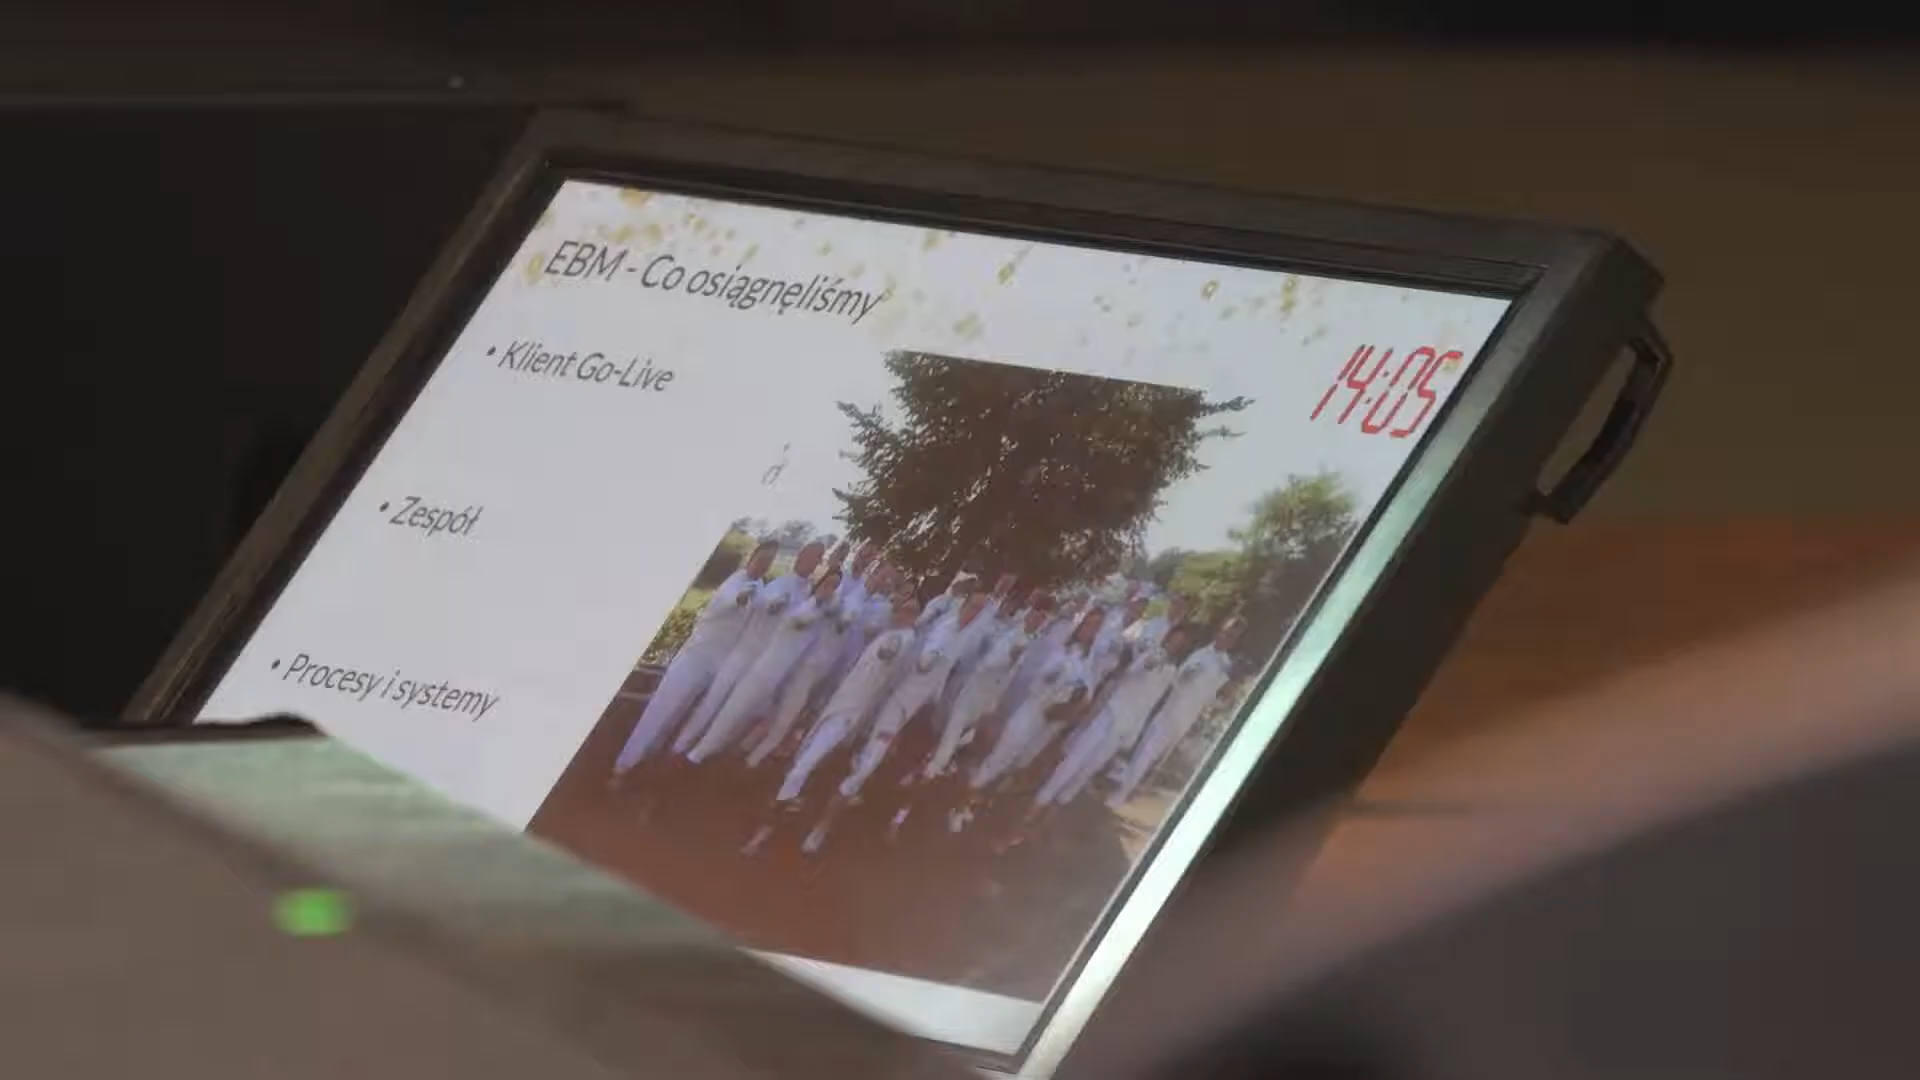 EBM - Co osiągnęliśmy
14:05
• Klient Go-Live
• Zespół
• Procesy i systemy